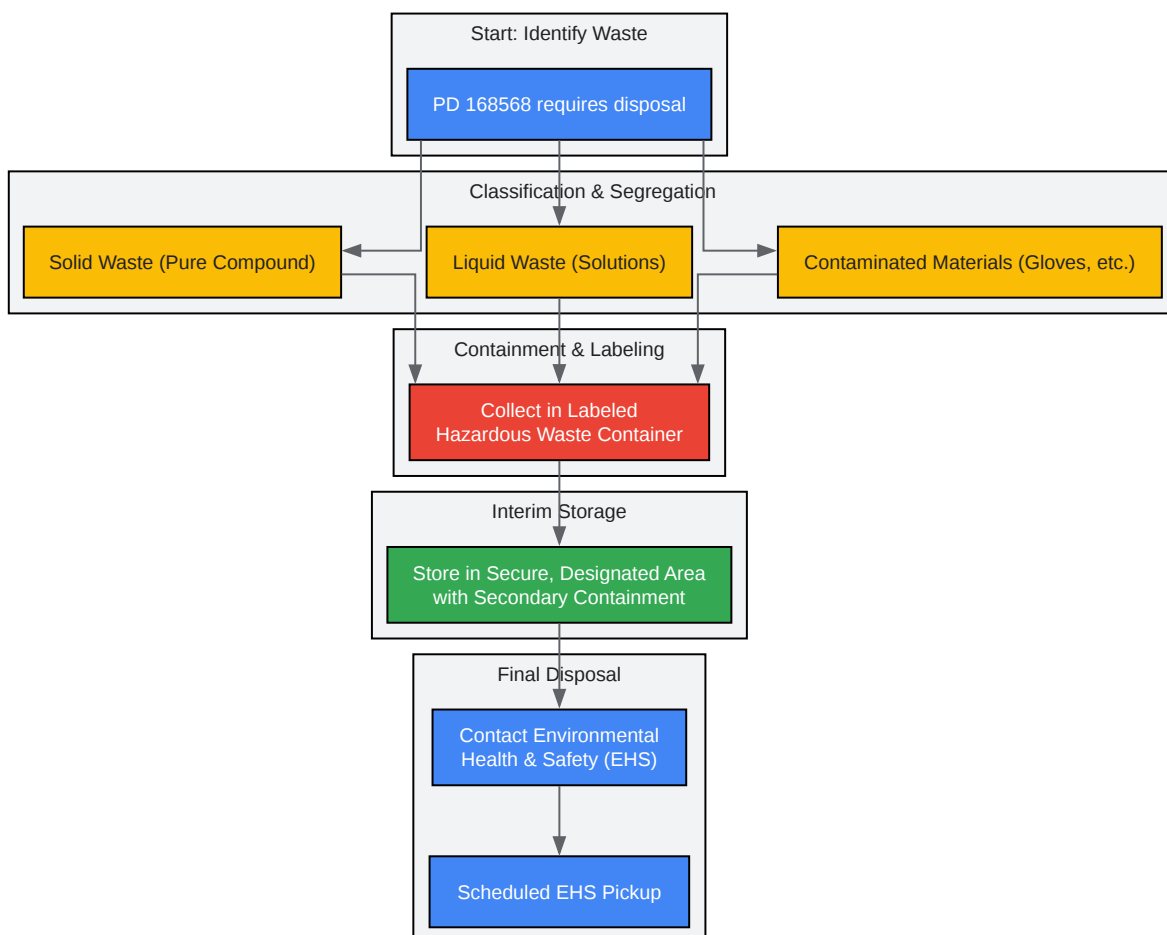 Start: Identify Waste
PD 168568 requires disposal
Classification & Segregation
Solid Waste (Pure Compound)
Liquid Waste (Solutions)
Contaminated Materials (Gloves, etc.)
Containment & Labeling
Collect in Labeled
Hazardous Waste Container
Interim Storage
Store in Secure, Designated Area
with Secondary Containment
Final Disposal
Contact Environmental
Health & Safety (EHS)
Scheduled EHS Pickup